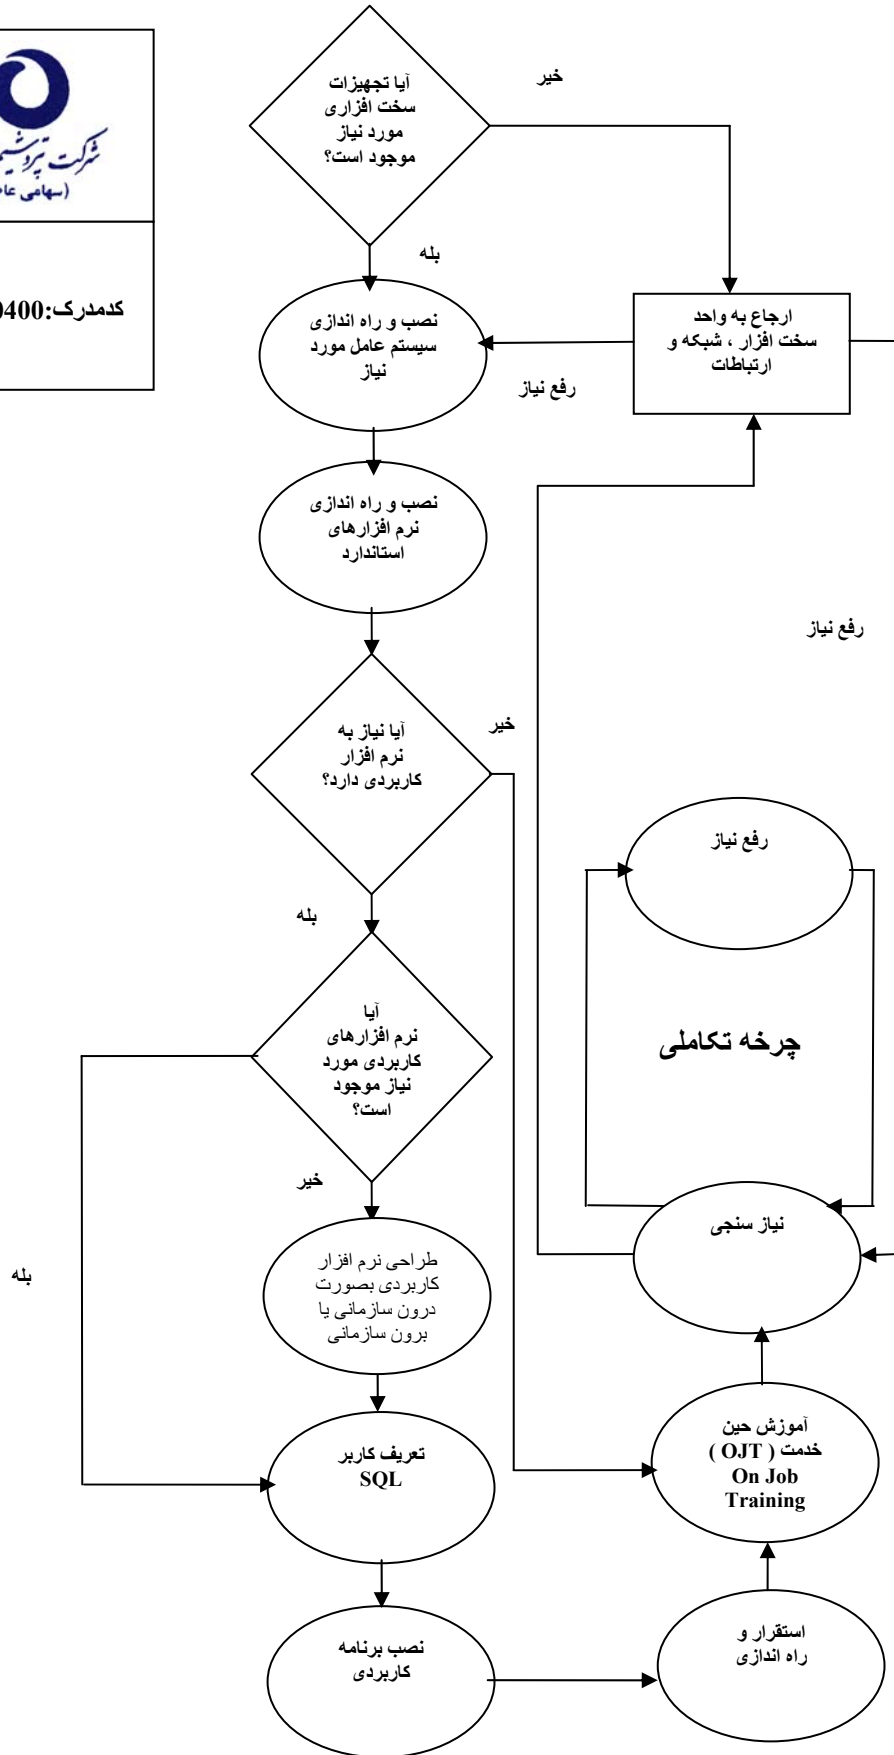 شرکت
(سهامی
کدمدرک:0400
آیا تجهیزات
سخت افزاری
مورد نیاز
موجود است؟
خیر
بله
نصب و راه اندازی
سیستم عامل مورد
نیاز
ارجاع به واحد
سخت افزار ، شبکه و
ارتباطات
رفع نیاز
نصب و راه اندازی
نرم افزارهای
استاندارد
رفع نیاز
آیا نیاز به
نرم افزار
کاربردی دارد؟
خیر
بله
رفع نیاز
چرخه تکاملی
آیا
نرم افزارهای
کاربردی مورد
نیاز موجود
است؟
خیر
بله
نیاز سنجی
طراحی نرم افزار
کاربردی بصورت
درون سازمانی یا
برون سازمانی
تعریف کاربر
SQL
آموزش حین
خدمت ( OJT )
On Job
Training
نصب برنامه
کاربردی
استقرار و
راه اندازی